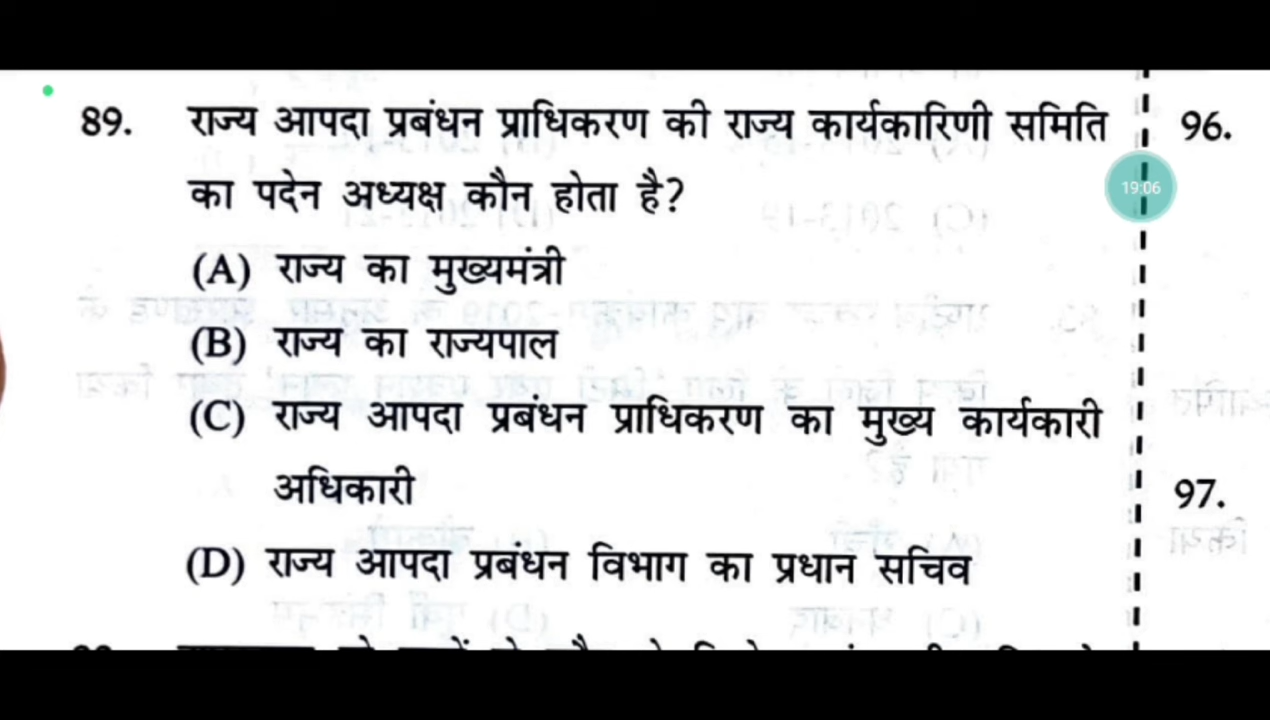 89. राज्य आपदा प्रबंधन प्राधिकरण की राज्य कार्यकारिणी समिति
का पदेन अध्यक्ष कौन होता है?
(A) राज्य का मुख्यमंत्री
(B) राज्य का राज्यपाल
(C) राज्य आपदा प्रबंधन प्राधिकरण का मुख्य कार्यकारी
अधिकारी
(D) राज्य आपदा प्रबंधन विभाग का प्रधान सचिव
96.
19:06
97.